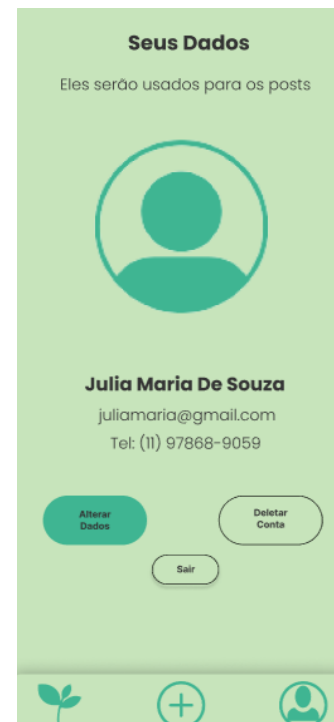 Seus Dados
Eles serão usados para os posts
Julia Maria De Souza
juliamaria@gmail.com
Tel: (11) 97868-9059
Alterar
Dados
Deletar
Conta
Sair